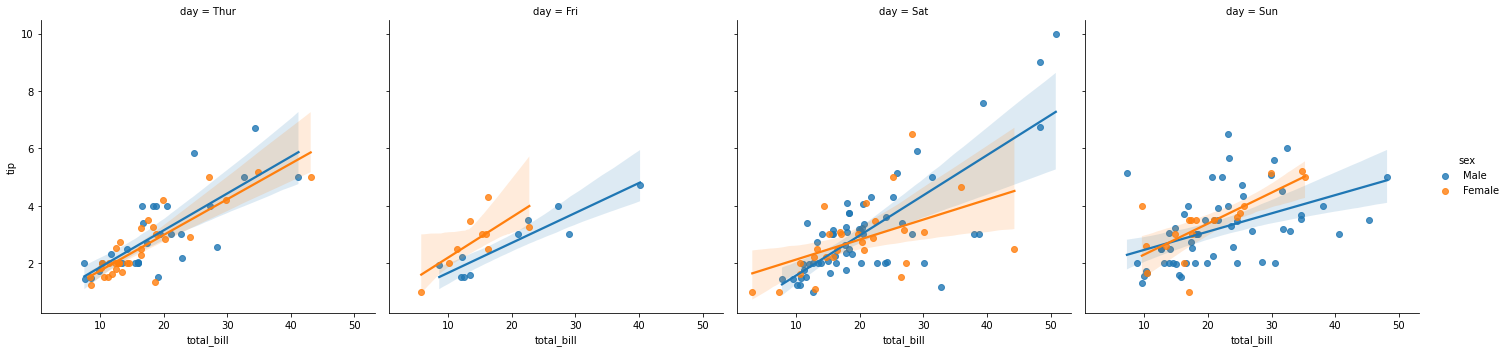 day = Thur
day = Fri
day = Sat
day = Sun
10
8
6
4
2
tip
10 20 30 40 50
10 20 30 40 50
10 20 30 40 50
10 20 30 40 50
total_bill
total_bill
total_bill
total_bill
sex
Male
Female